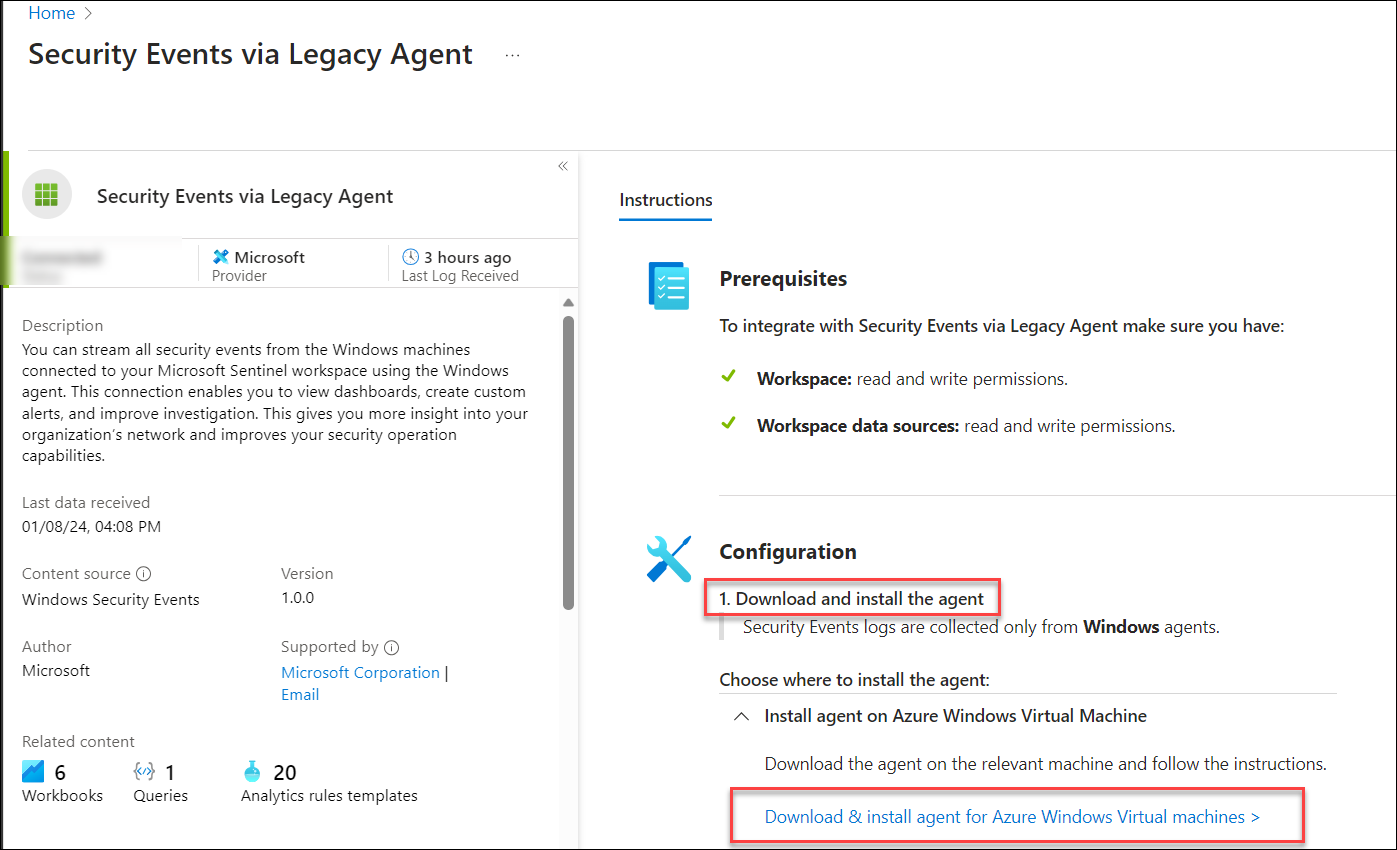 Home
Security Events via Legacy Agent ...
Security Events via Legacy Agent
Microsoft
Provider
3 hours ago
Last Log Received
Description
You can stream all security events from the Windows machines
connected to your Microsoft Sentinel workspace using the Windows
agent. This connection enables you to view dashboards, create custom
alerts, and improve investigation. This gives you more insight into your
organization’s network and improves your security operation
capabilities.
Last data received
01/08/24, 04:08 PM
Content source
Windows Security Events
Version
1.0.0
Author
Microsoft
Supported by
Microsoft Corporation |
Email
Related content
6
Workbooks
1
Queries
20
Analytics rules templates
Instructions
Prerequisites
To integrate with Security Events via Legacy Agent make sure you have:
Workspace: read and write permissions.
Workspace data sources: read and write permissions.
Configuration
1. Download and install the agent
Security Events logs are collected only from Windows agents.
Choose where to install the agent:
Install agent on Azure Windows Virtual Machine
Download the agent on the relevant machine and follow the instructions.
Download & install agent for Azure Windows Virtual machines >